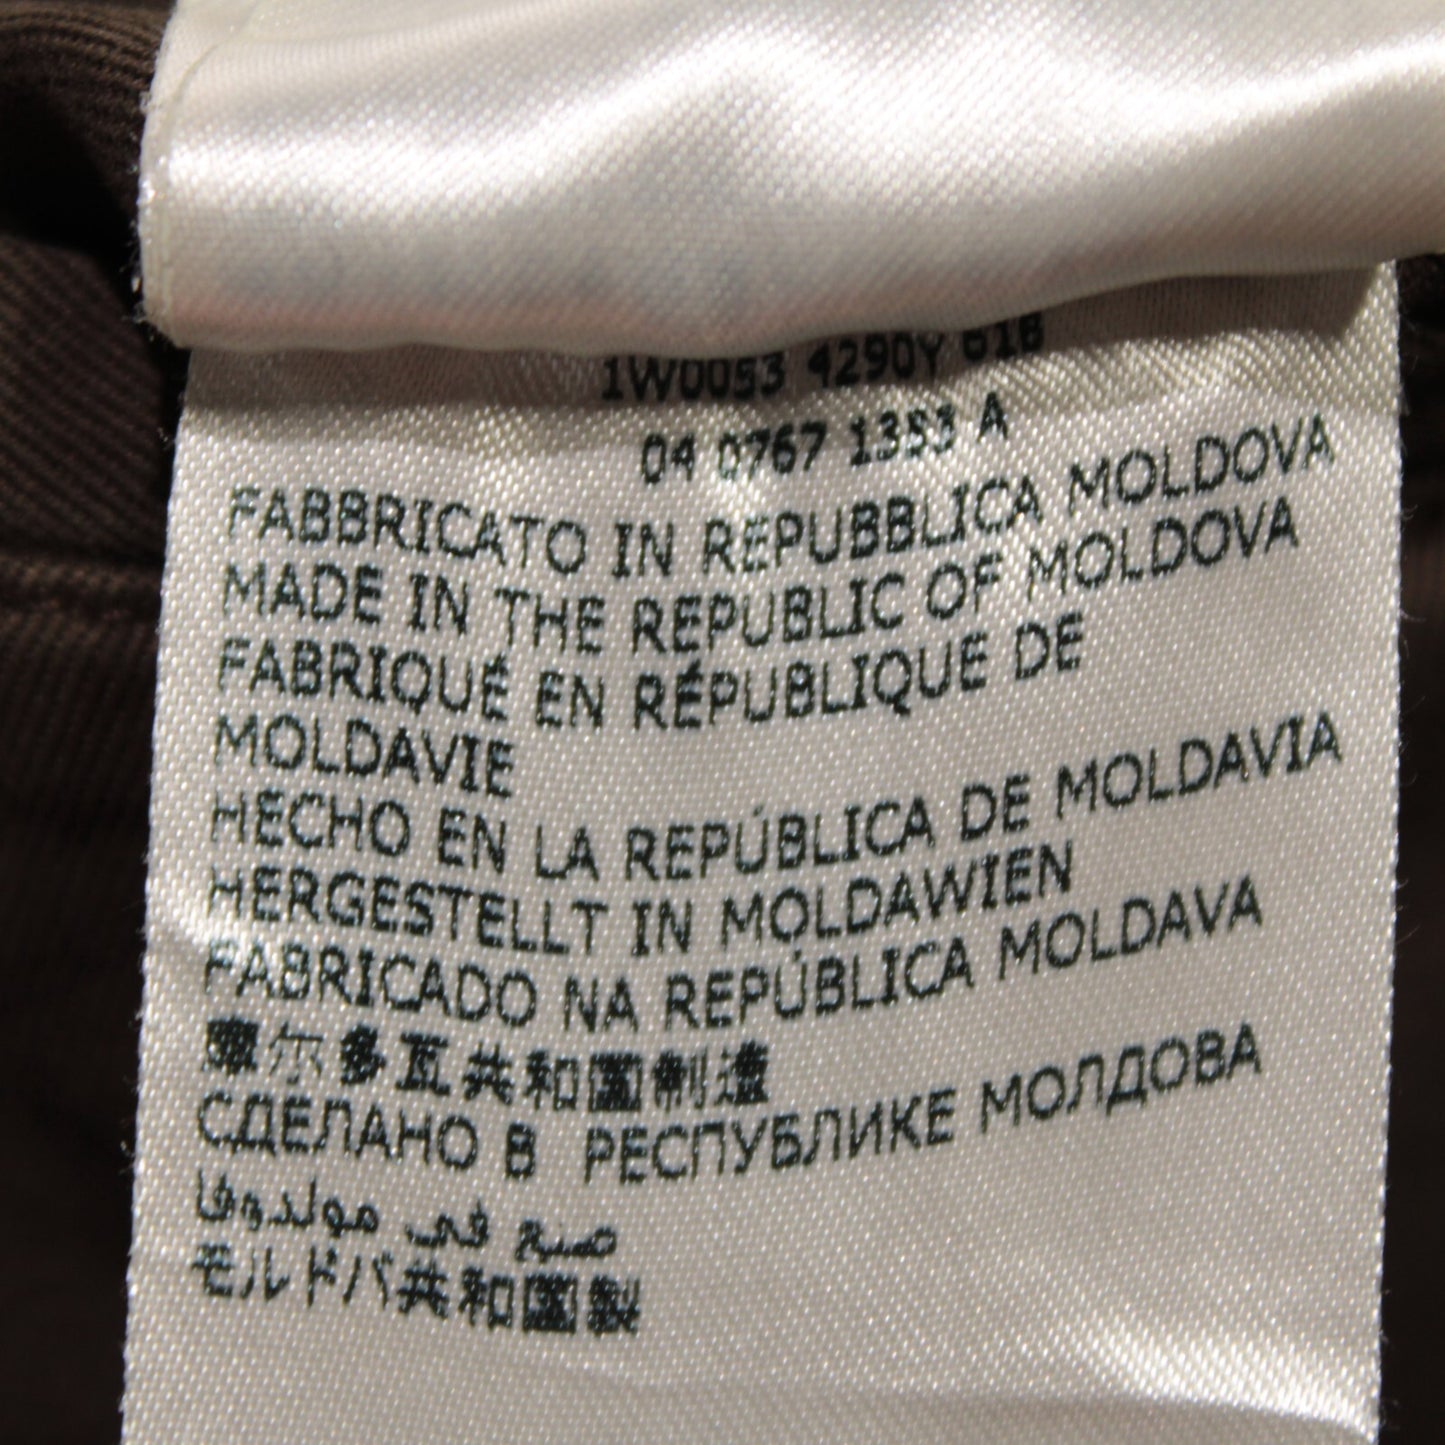 1W0053 4290Y 618
04 0767 1353 A
FABBRICATO IN REPUBBLICA MOLDOVA
MADE IN THE REPUBLIC OF MOLDOVA
FABRIQUÉ EN RÉPUBLIQUE DE
MOLDAVIE
HECHO EN LA REPÚBLICA DE MOLDAVIA
HERGESTELLT IN MOLDAWIEN
FABRICADO NA REPÚBLICA MOLDAVA
摩尔多瓦共和国制造
СДЕЛАНО В РЕСПУБЛИКЕ МОЛДОВА
صنع في مولدوفا
モルドバ共和国製